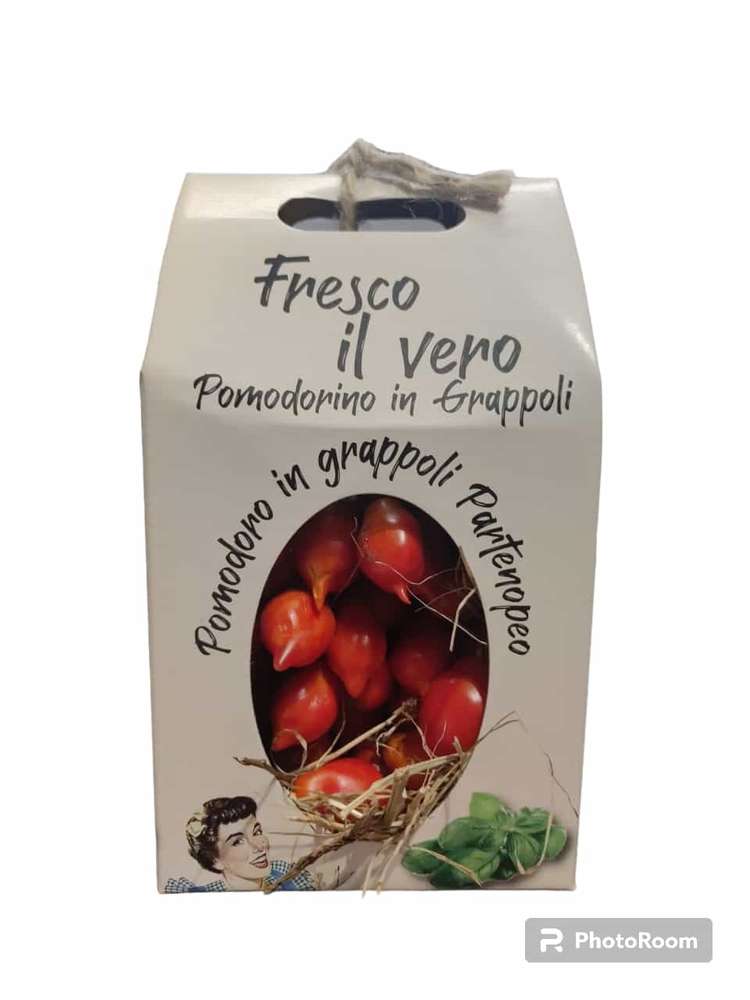 Fresco
il vero
Pomodorino in Grappoli
Pomodoro in grappoli Partenopeo
PhotoRoom